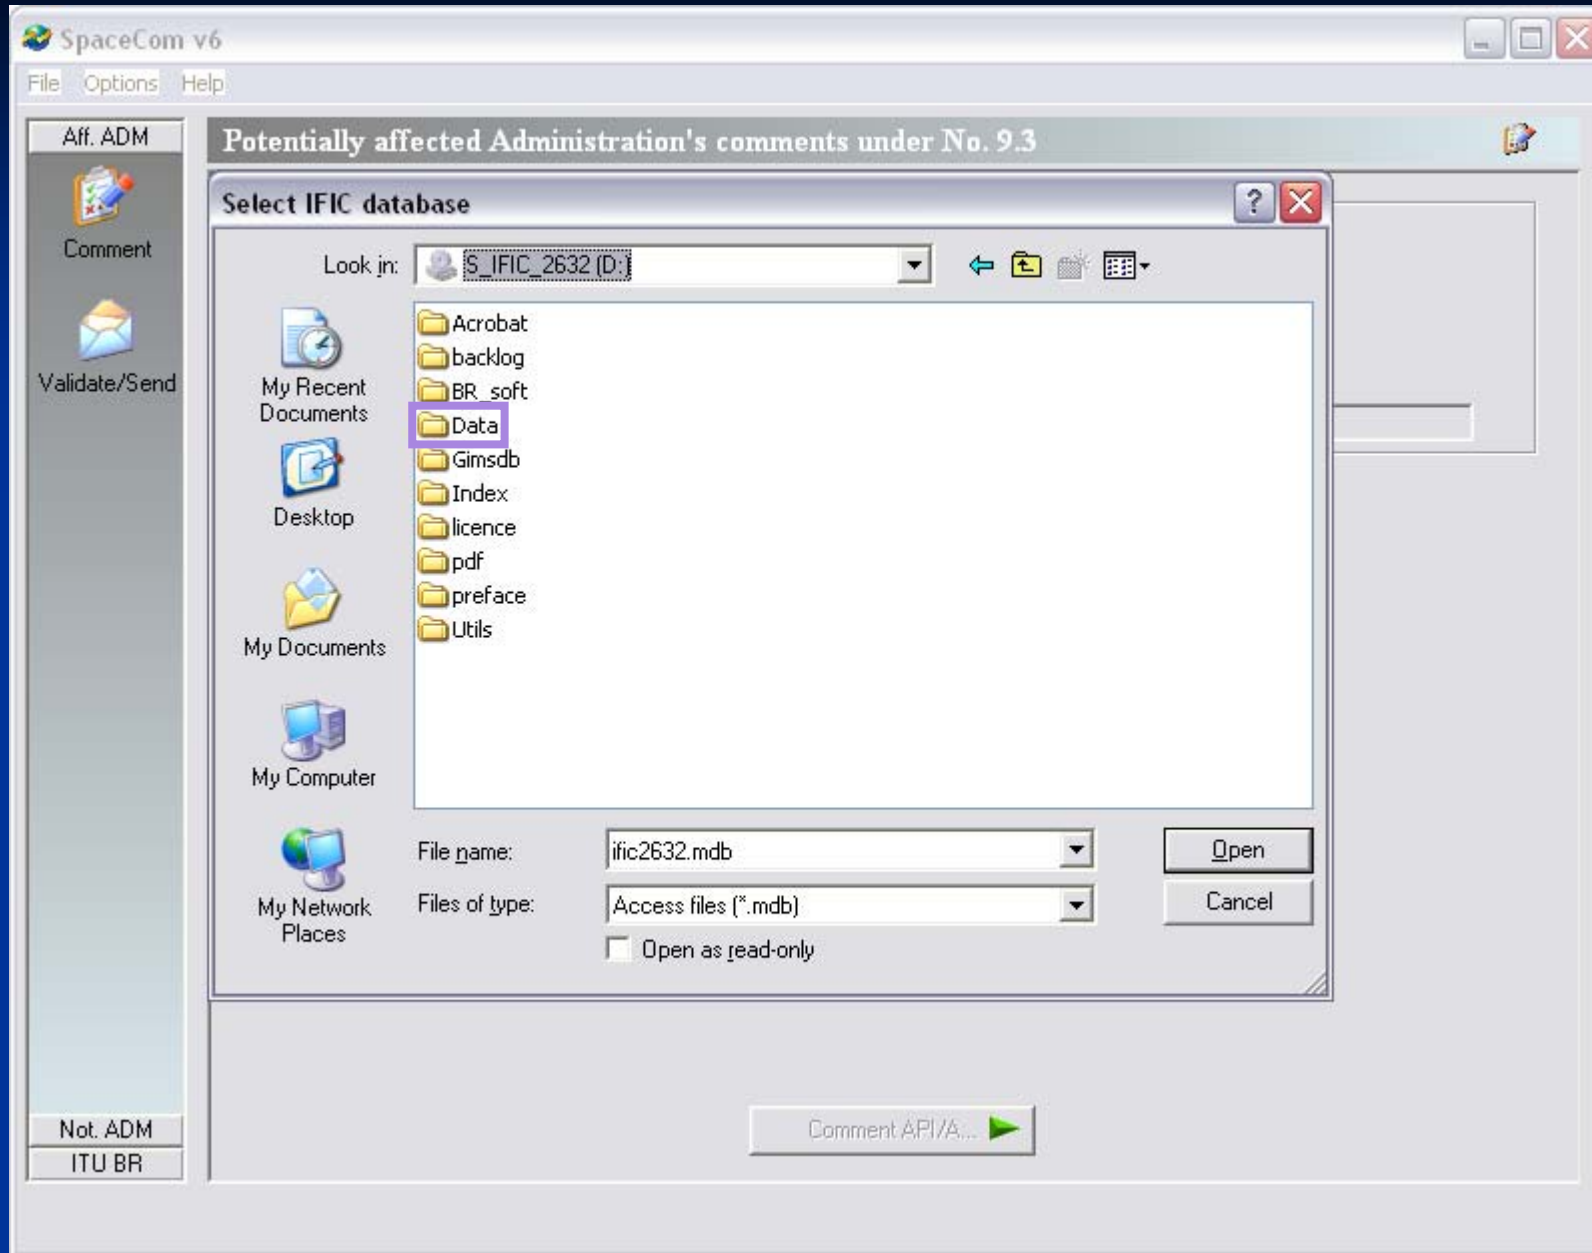 SpaceCom v6
File Options Help
Aff. ADM
Potentially affected Administration's comments under No. 9.3
Comment
Validate/Send
Select IFIC database
Look in:
S_IFIC_2632 (D:)
My Recent
Documents
Desktop
My Documents
My Computer
My Network
Places
Acrobat
backlog
BR_soft
Data
Gimsdb
Index
licence
pdf
preface
Utils
File name:
ific2632.mdb
Open
Files of type:
Access files (*.mdb)
Cancel
Open as read-only
Comment API/A...
Not. ADM
ITU BR